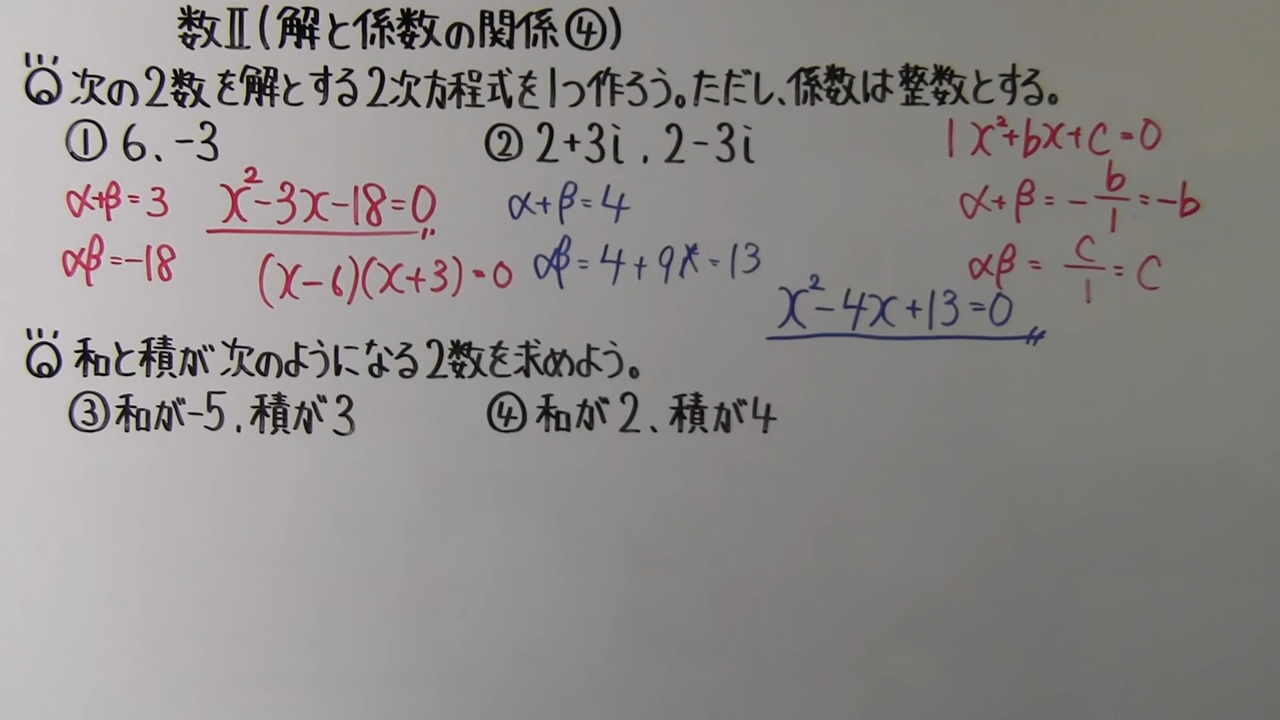 数Ⅱ(解と係数の関係④)
Q 次の2数を解とする2次方程式を1つ作ろう。ただし、係数は整数とする。
① 6、-3
② 2+3i、2-3i
1x²+bx+c=0
α+β=3
x²-3x-18=0
α+β=4
α+β=-b/1=-b
αβ=-18
(x-6)(x+3)=0
αβ=4+9=13
αβ=c/1=c
x²-4x+13=0
Q 和と積が次のようになる2数を求めよう。
③ 和が-5、積が3
④ 和が2、積が4